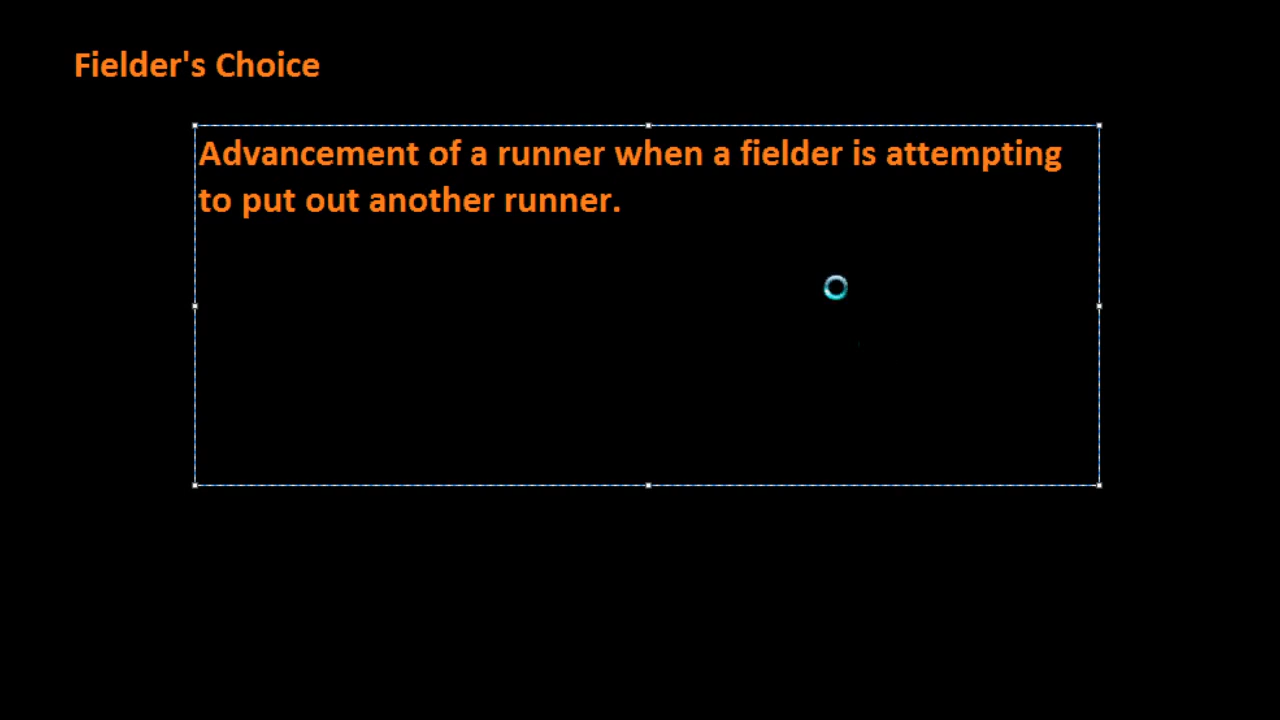 Fielder's Choice
Advancement of a runner when a fielder is attempting
to put out another runner.